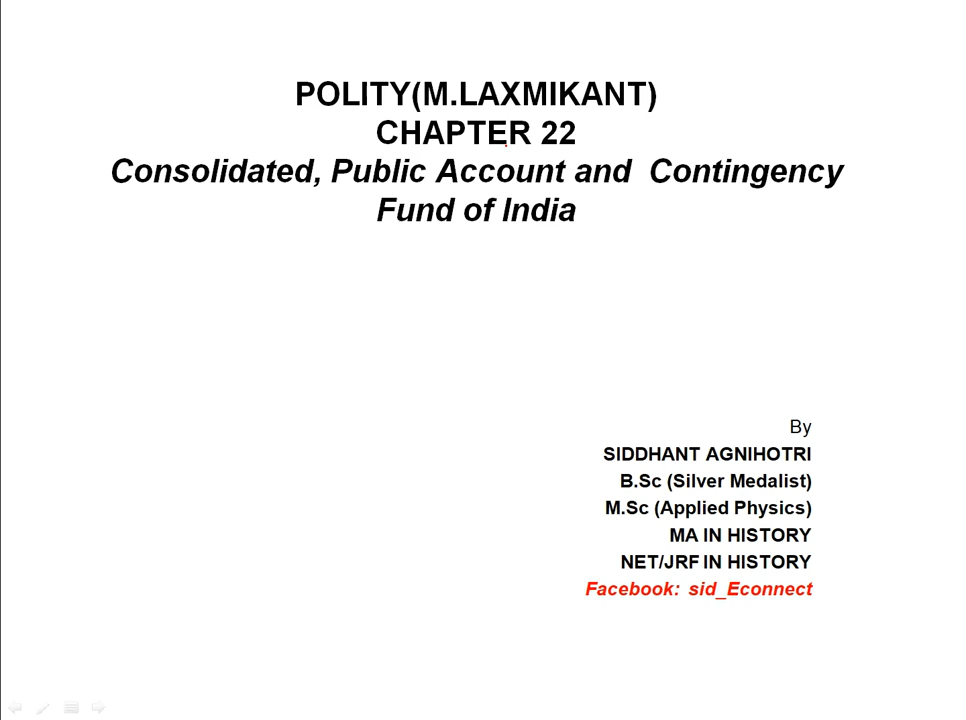 POLITY(M.LAXMIKANT)
CHAPTER 22
Consolidated, Public Account and Contingency
Fund of India
By
SIDDHANT AGNIHOTRI
B.Sc (Silver Medalist)
M.Sc (Applied Physics)
MA IN HISTORY
NET/JRF IN HISTORY
Facebook: sid_Econnect